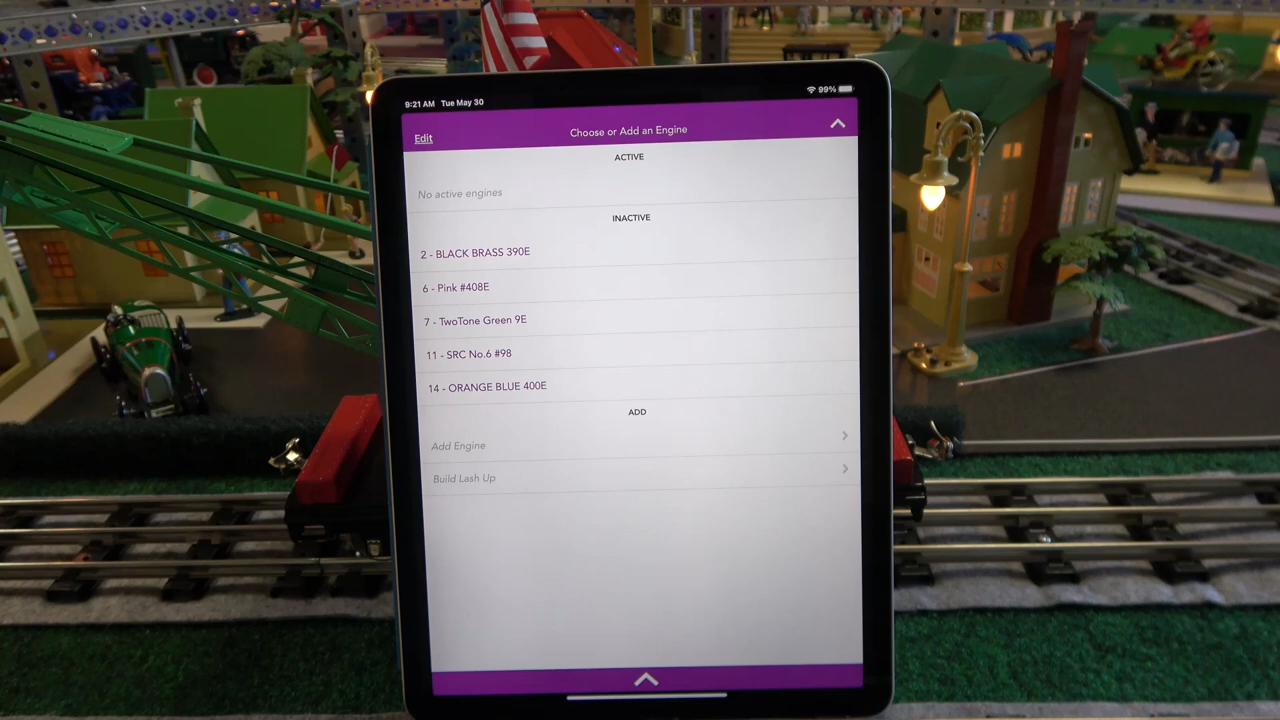 9:21 AM Tue May 30 99%
Edit Choose or Add an Engine
ACTIVE
No active engines
INACTIVE
2 - BLACK BRASS 390E
6 - Pink #408E
7 - TwoTone Green 9E
11 - SRC No.6 #98
14 - ORANGE BLUE 400E
ADD
Add Engine
Build Lash Up